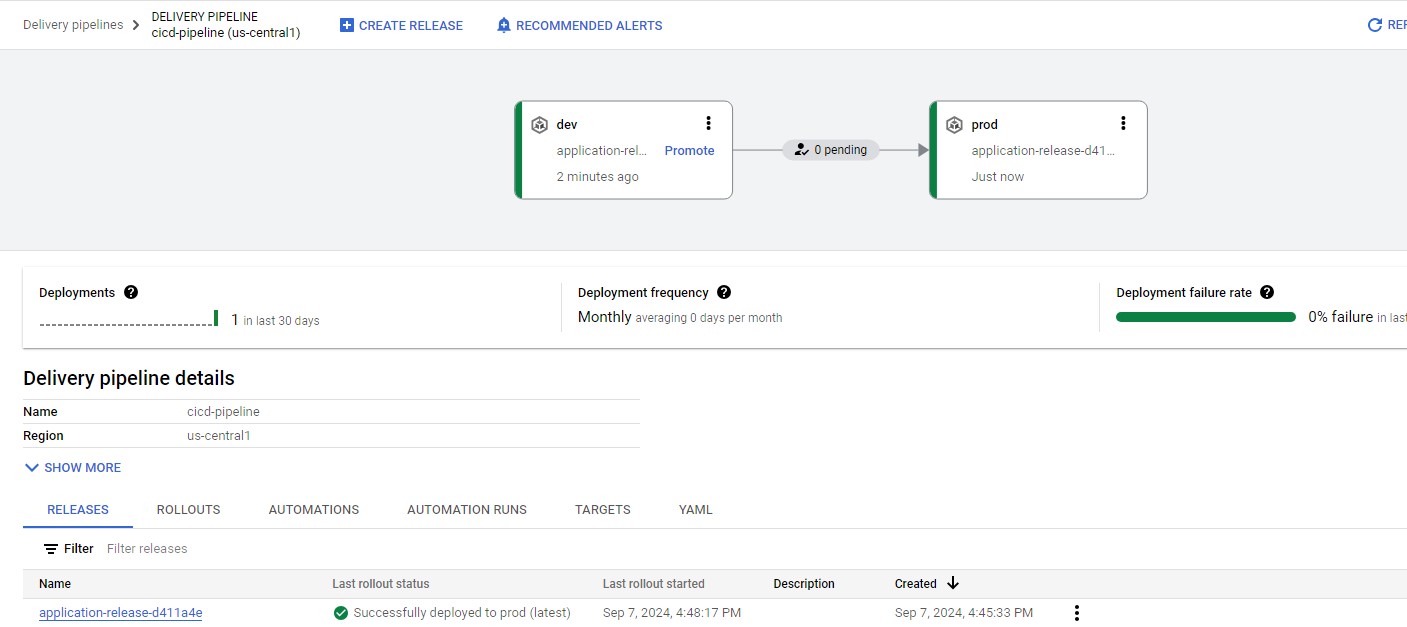 Delivery pipelines
DELIVERY PIPELINE
cicd-pipeline (us-central1)
CREATE RELEASE
RECOMMENDED ALERTS
REF
dev
application-rel... Promote
2 minutes ago
0 pending
prod
application-release-d41...
Just now
Deployments
1 in last 30 days
Deployment frequency
Monthly averaging 0 days per month
Deployment failure rate
0% failure in last
Delivery pipeline details
Name cicd-pipeline
Region us-central1
SHOW MORE
RELEASES ROLLOUTS AUTOMATIONS AUTOMATION RUNS TARGETS YAML
Filter Filter releases
Name Last rollout status Last rollout started Description Created
application-release-d411a4e Successfully deployed to prod (latest) Sep 7, 2024, 4:48:17 PM Sep 7, 2024, 4:45:33 PM